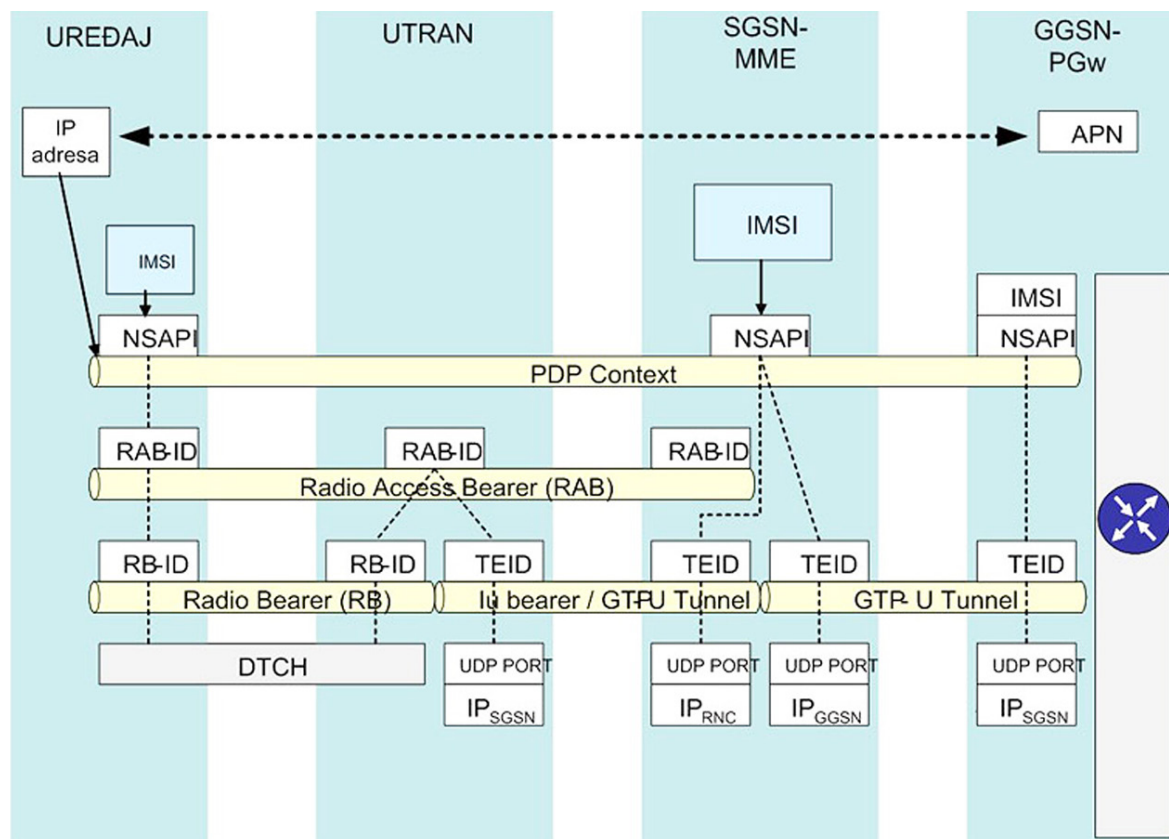 UREĐAJ
UTRAN
SGSN-
MME
GGSN-
PGw
IP
adresa
APN
IMSI
IMSI
IMSI
NSAPI
NSAPI
NSAPI
PDP Context
RAB-ID
RAB-ID
RAB-ID
Radio Access Bearer (RAB)
RB-ID
RB-ID
TEID
TEID
TEID
TEID
Radio Bearer (RB)
Iu bearer / GTP-U Tunnel
GTP- U Tunnel
DTCH
UDP PORT
UDP PORT
UDP PORT
UDP PORT
IPSGSN
IPRNC
IPGGSN
IPSGSN